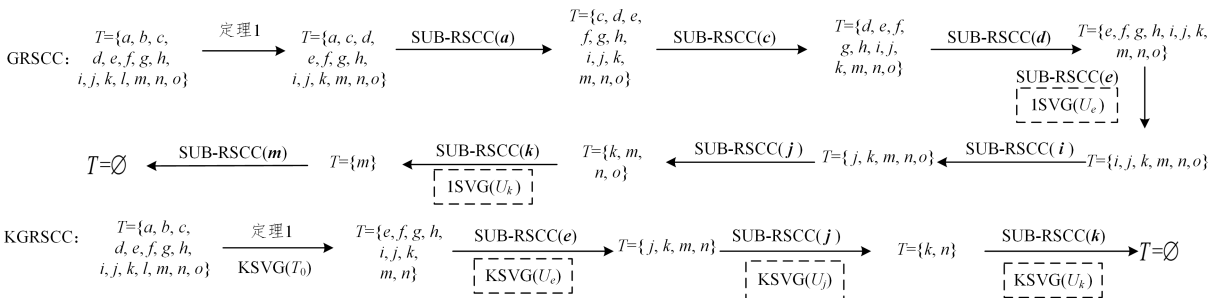 GRSCC:
T={a, b, c,
d, e, f, g, h,
i, j, k, l, m, n, o}
定理1
T={a, c, d,
e, f, g, h,
i, j, k, m, n, o}
SUB-RSCC(a)
T={c, d, e,
f, g, h,
i, j, k,
m, n, o}
SUB-RSCC(c)
T={d, e, f,
g, h, i, j,
k, m, n, o}
SUB-RSCC(d)
T={e, f, g, h, i, j, k,
m, n, o}
SUB-RSCC(e)
1SVG(Ue)
T={i, j, k, m, n, o}
SUB-RSCC(i)
T={j, k, m, n, o}
SUB-RSCC(j)
T={k, m,
n, o}
SUB-RSCC(k)
1SVG(Uk)
T={m}
SUB-RSCC(m)
T=∅
KGRSCC:
T={a, b, c,
d, e, f, g, h,
i, j, k, l, m, n, o}
定理1
KSVG(T0)
T={e, f, g, h,
i, j, k,
m, n}
SUB-RSCC(e)
KSVG(Ue)
T={j, k, m, n}
SUB-RSCC(j)
KSVG(Uj)
T={k, n}
SUB-RSCC(k)
KSVG(Uk)
T=∅